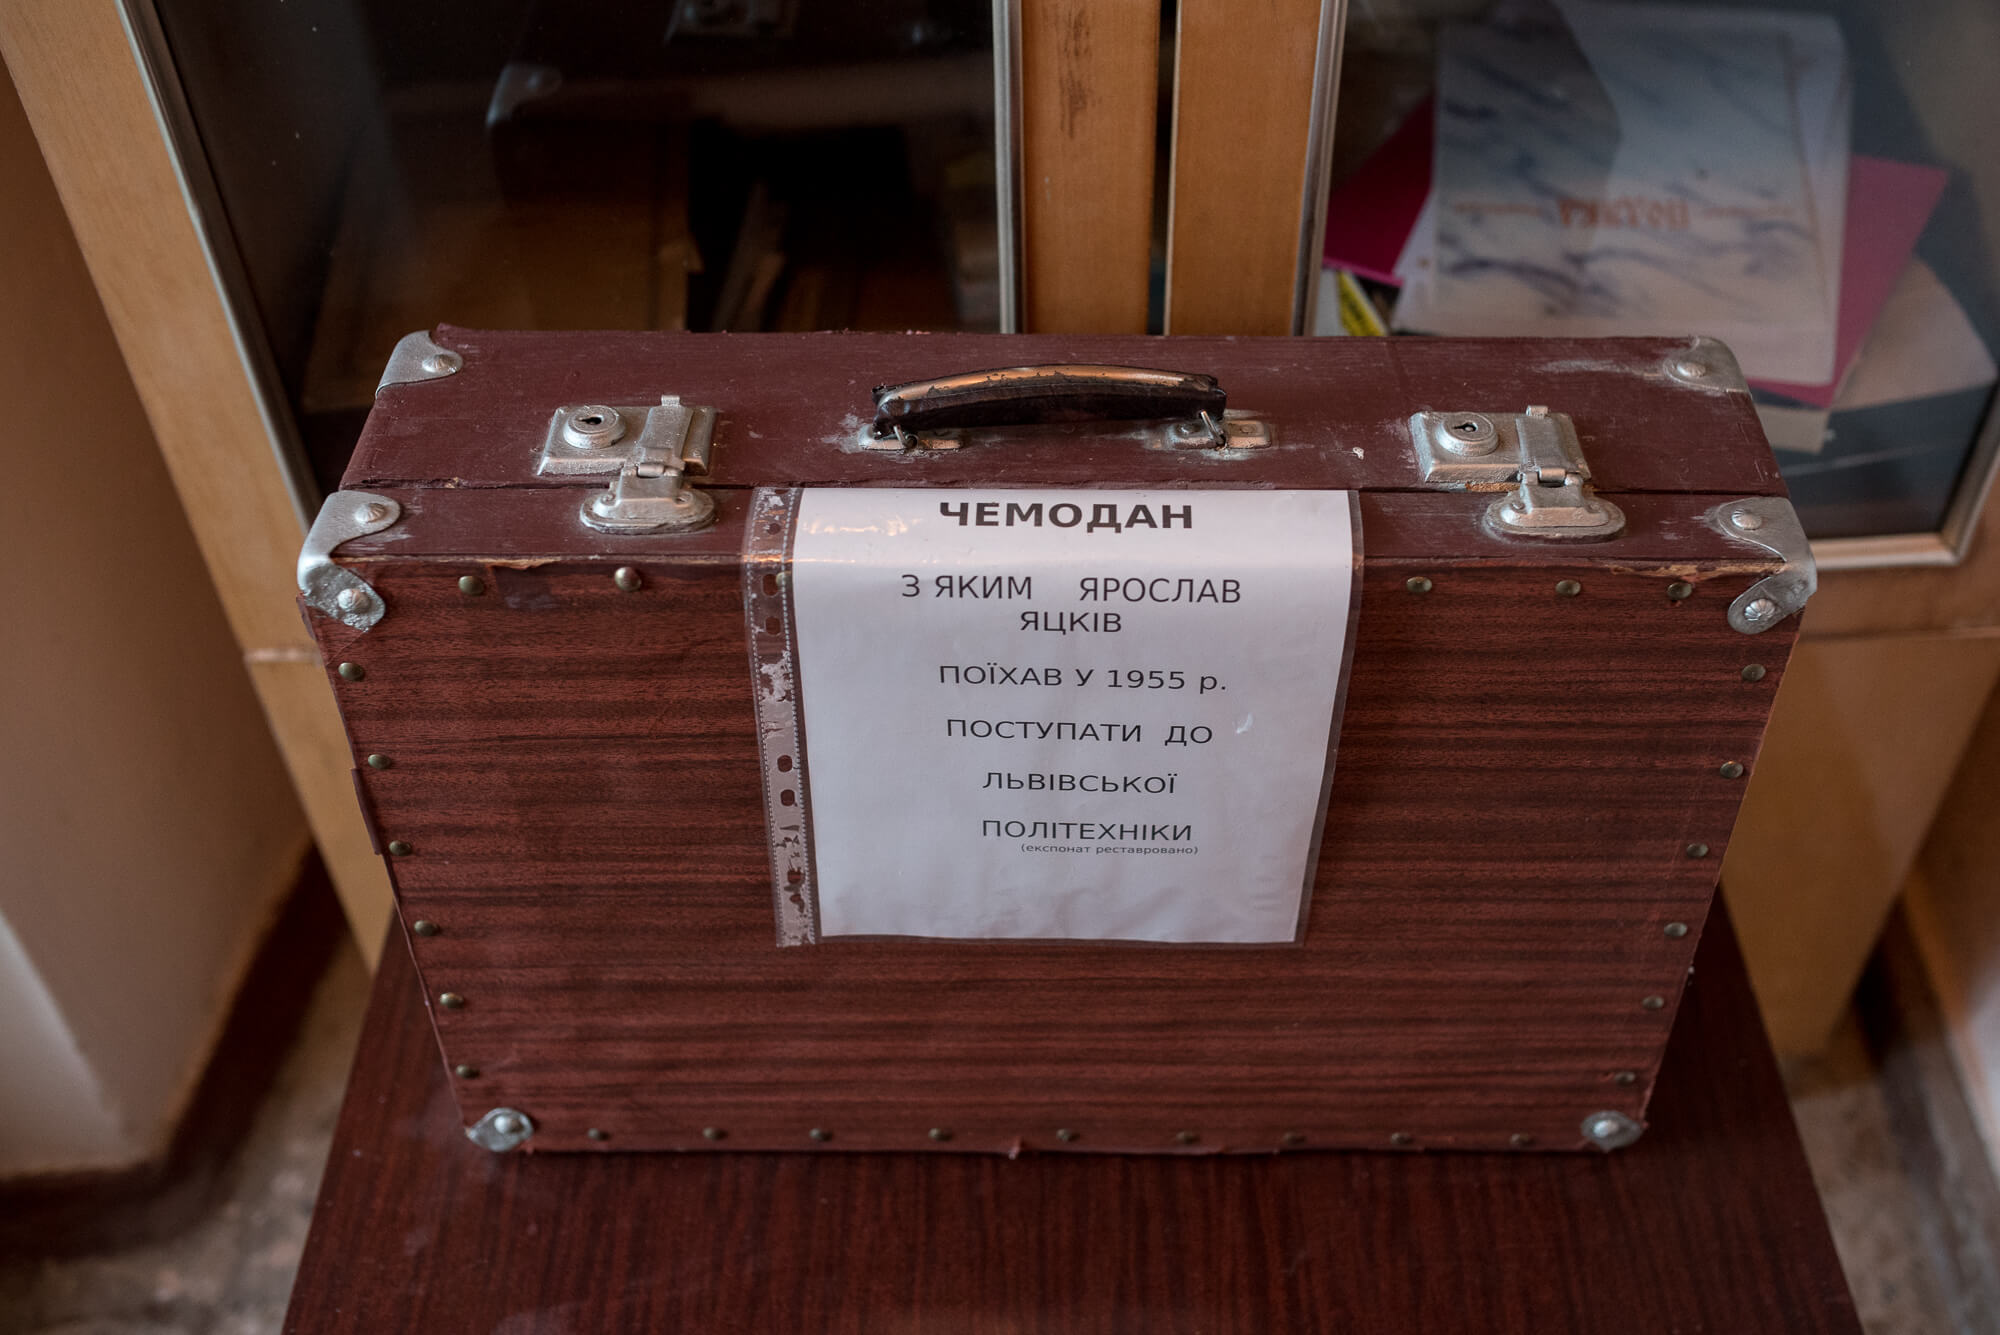 ЧЕМОДАН
З ЯКИМ ЯРОСЛАВ
ЯЦКІВ
ПОЇХАВ У 1955 р.
ПОСТУПАТИ ДО
ЛЬВІВСЬКОЇ
ПОЛІТЕХНІКИ
(експонат реставровано)